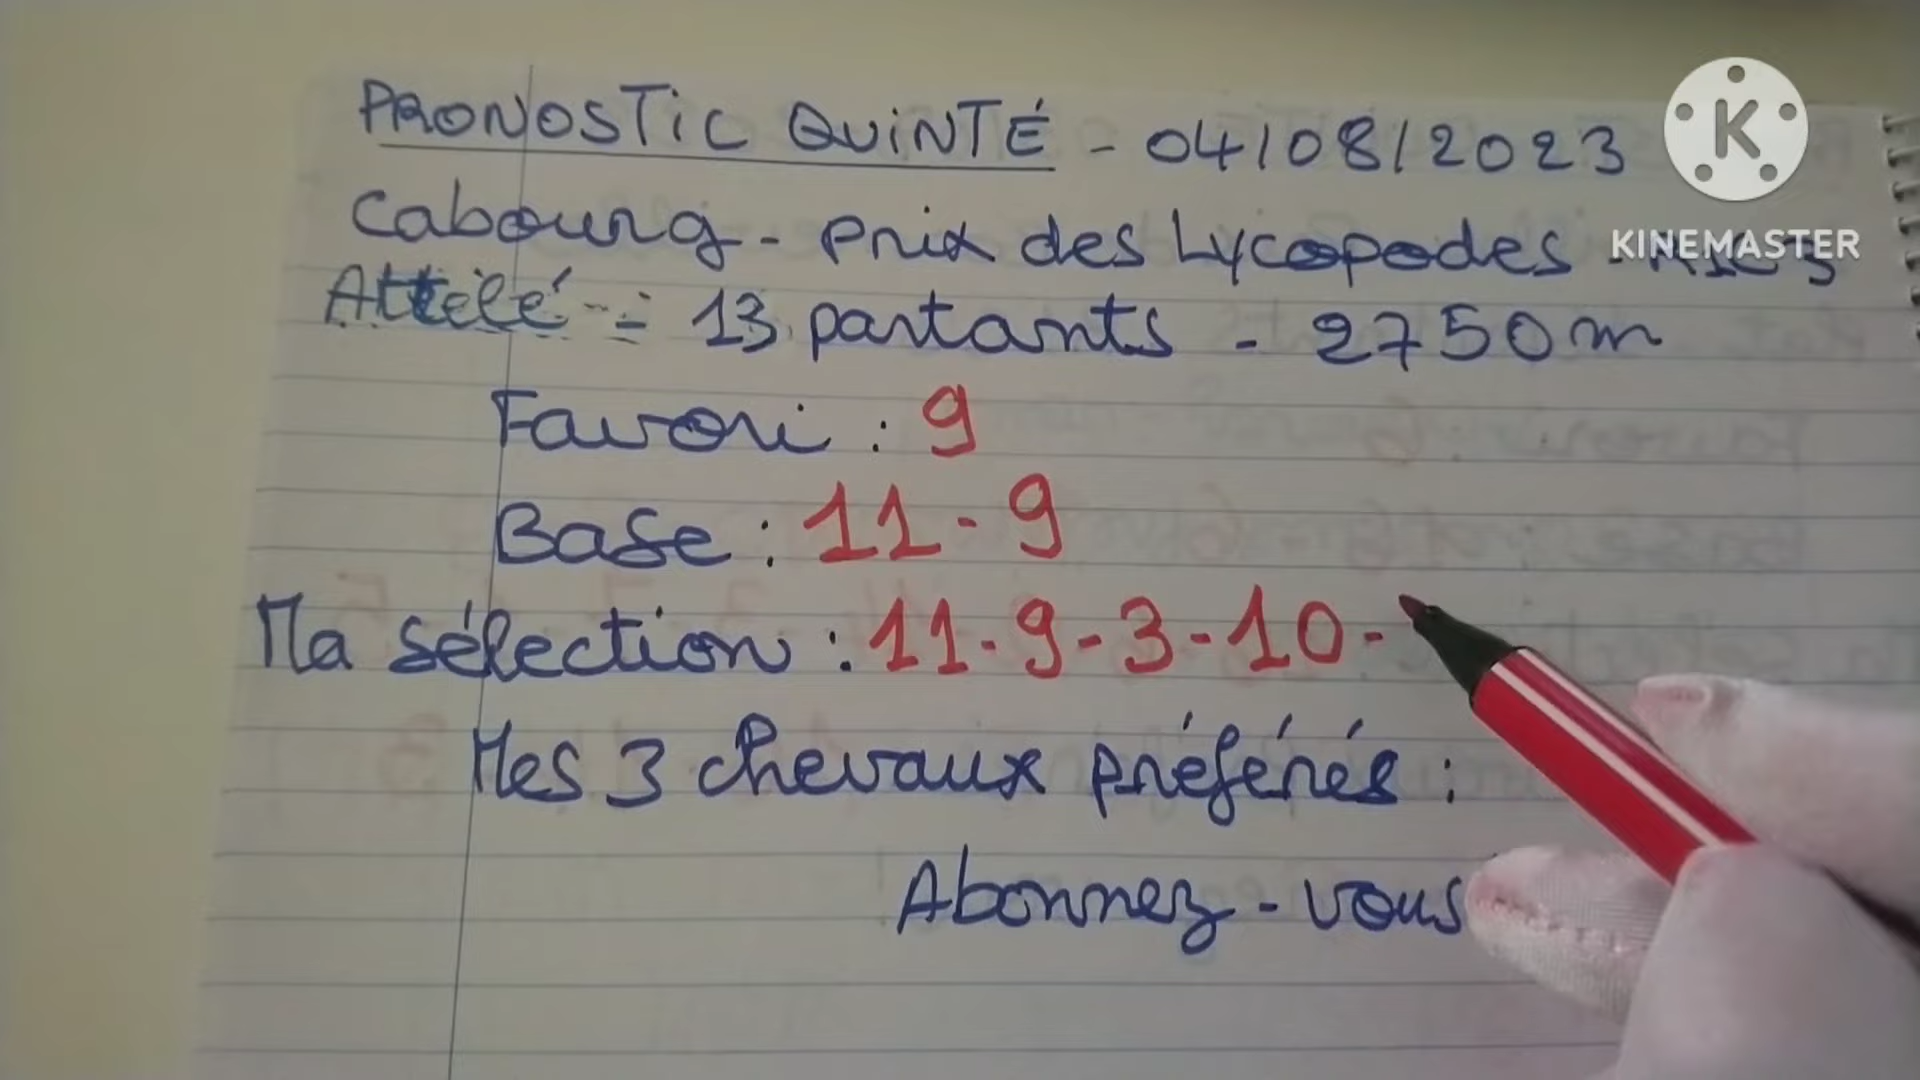 PRONOSTIC QUINTÉ - 04/08/2023
KINEMASTER
Cabourg - Prix des Lycopodes -
Attelé - 13 partants - 2750m
Favori : 9
Base : 11 - 9
Ma sélection : 11 - 9 - 3 - 10 -
Mes 3 chevaux préférés :
Abonnez-vous